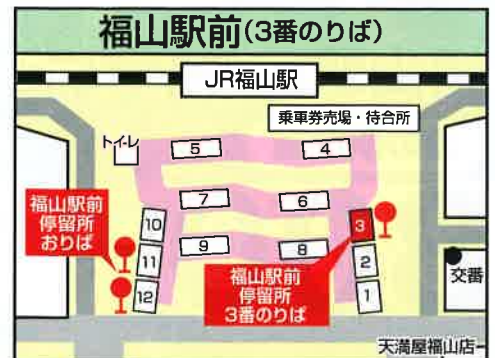 福山駅前(3番のりば)
JR福山駅
乗車券売場・待合所
トイレ
5
4
7
6
9
8
10
11
12
3
2
1
福山駅前
停留所
おりば
福山駅前
停留所
3番のりば
交番
天満屋福山店